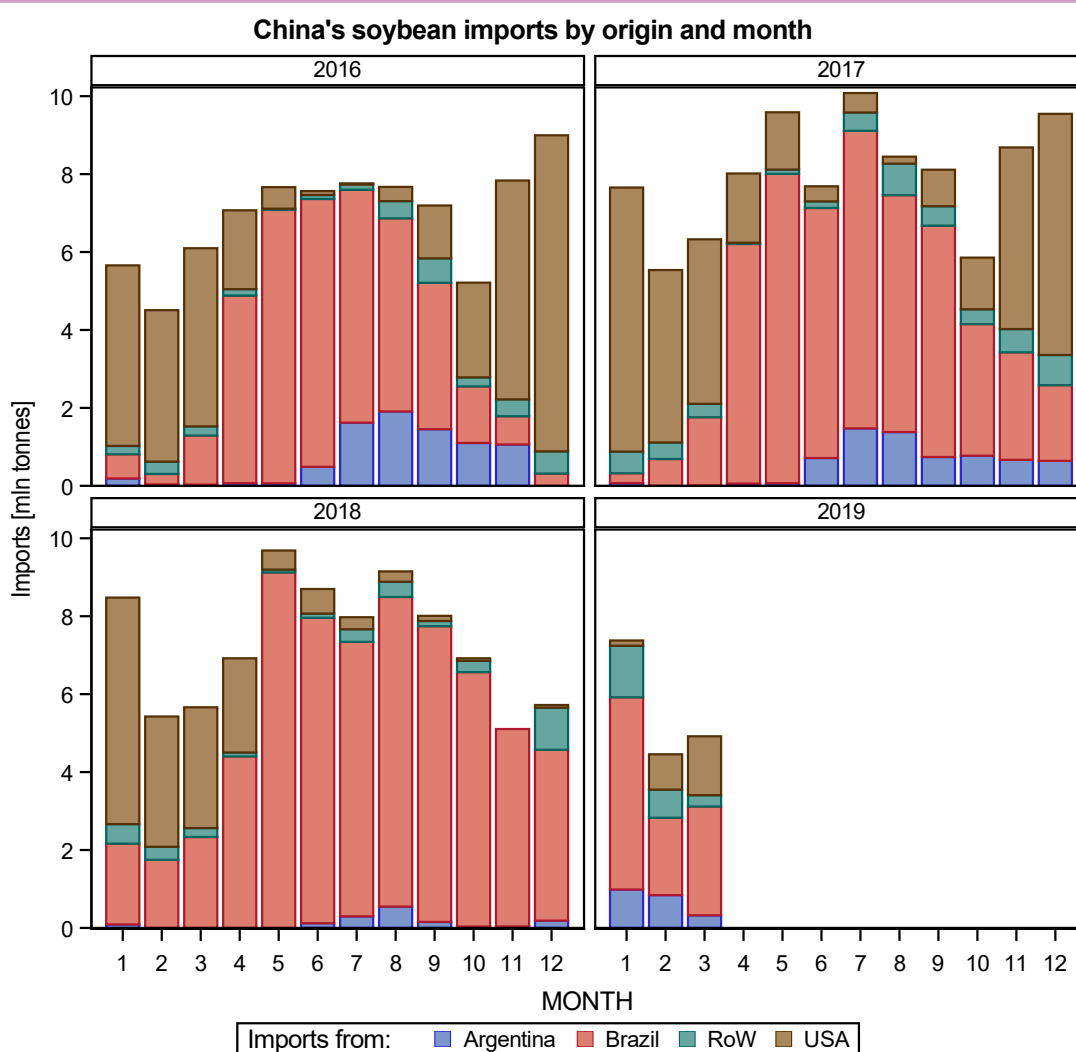 China's soybean imports by origin and month
2016
2017
10
8
6
4
2
0
2018
2019
10
8
6
4
2
0
Imports [mln tonnes]
1 2 3 4 5 6 7 8 9 10 11 12
1 2 3 4 5 6 7 8 9 10 11 12
MONTH
Imports from: Argentina Brazil RoW USA